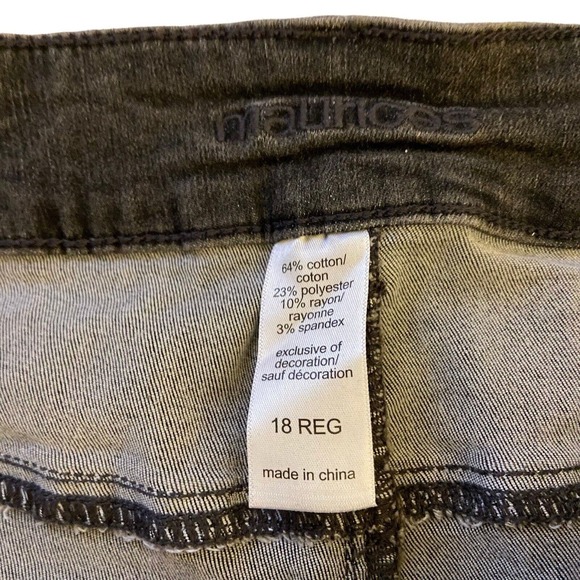 maurices
64% cotton/
coton
23% polyester
10% rayon/
rayonne
3% spandex
exclusive of
decoration/
sauf décoration
18 REG
made in china